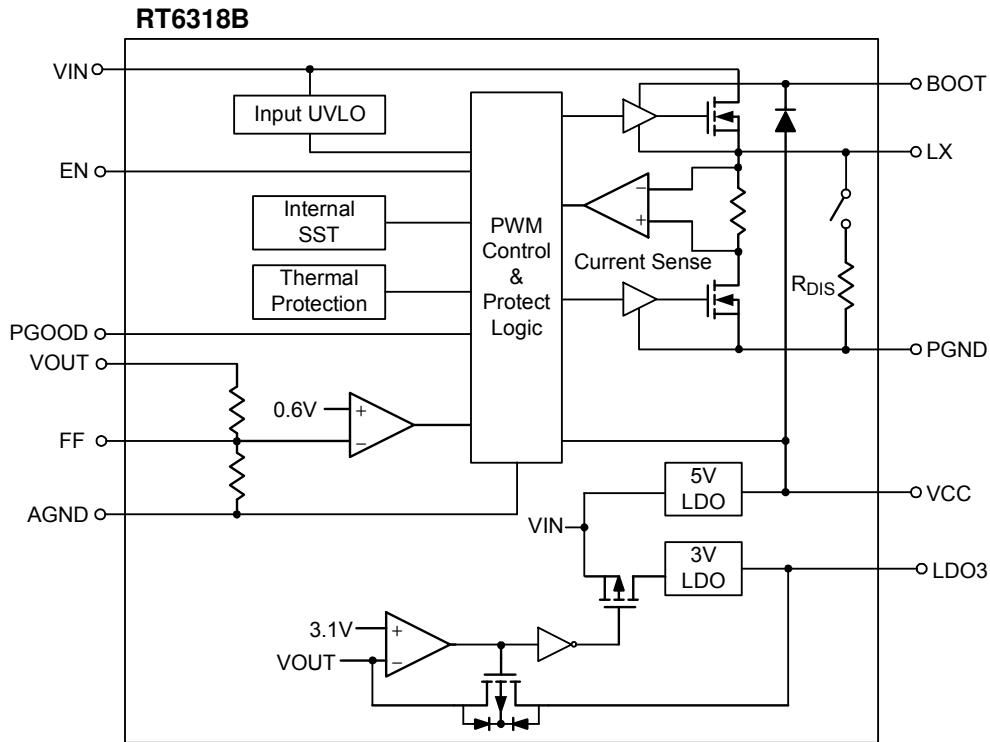 RT6318B
VIN
BOOT
Input UVLO
EN
LX
Internal
SST
PWM
Control
&
Protect
Logic
−
+
Current Sense
RDIS
Thermal
Protection
PGOOD
PGND
VOUT
0.6V
+
−
FF
AGND
5V
LDO
VCC
VIN
3V
LDO
LDO3
3.1V
+
VOUT
−